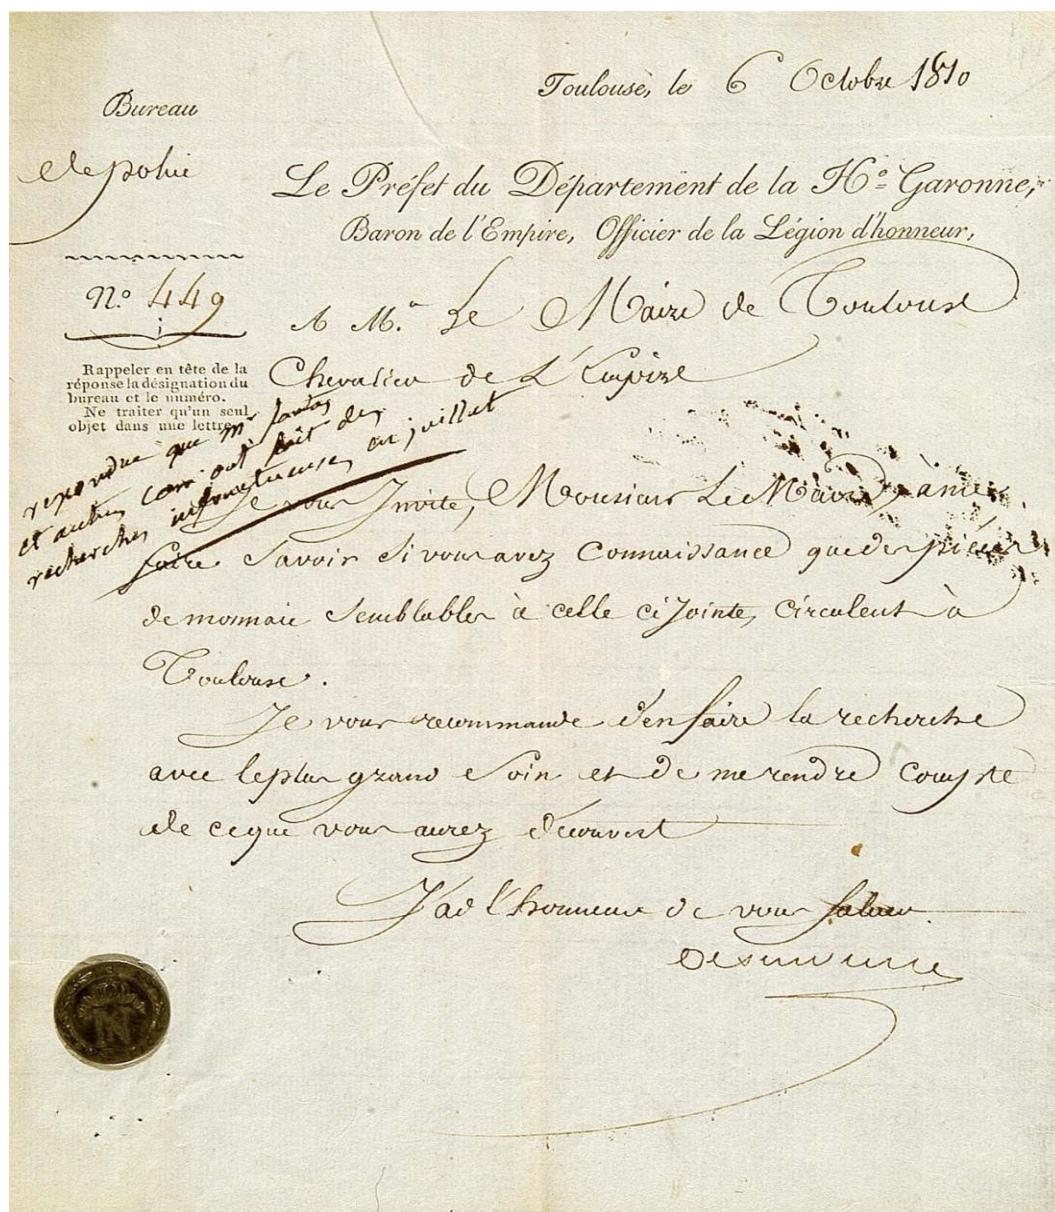 Toulouse, le 6 Octobre 1810
Bureau
de police
Le Préfet du Département de la H.º Garonne,
Baron de l'Empire, Officier de la Légion d'honneur,
N.º 449
A M.r Le Maire de Toulouse
Chevalier de L'Empire
Rappeler en tête de la
réponse la désignation du
bureau et le numéro.
Ne traiter qu'un seul
objet dans une lettre.
repondre que mr
et autres com ont fait des
recherches infructueuses en juillet
Je vous Invite, Monsieur Le Maire, à me
faire Savoir Si vous avez Connaissance que des pièces
de monnaie Semblables à celle ci Jointe, Circulent à
Toulouse.
Je vous recommande d'en faire la recherche
avec le plus grand Soin et de me rendre Compte
de ce que vous aurez découvert
J'ai l'honneur de vous Saluer
N